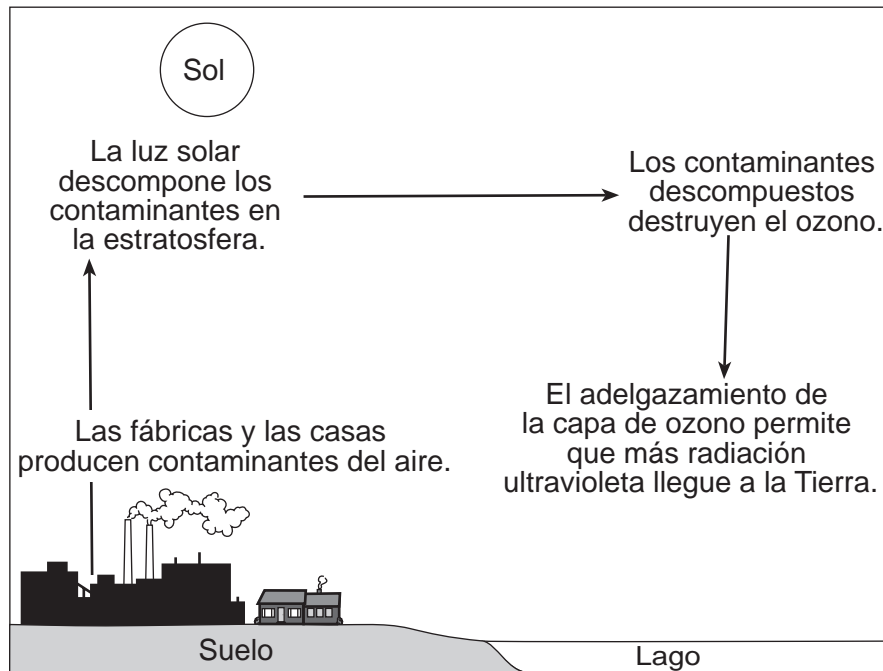 Sol
La luz solar
descompone los
contaminantes en
la estratosfera.
Los contaminantes
descompuestos
destruyen el ozono.
El adelgazamiento de
la capa de ozono permite
que más radiación
ultravioleta llegue a la Tierra.
Las fábricas y las casas
producen contaminantes del aire.
Suelo
Lago